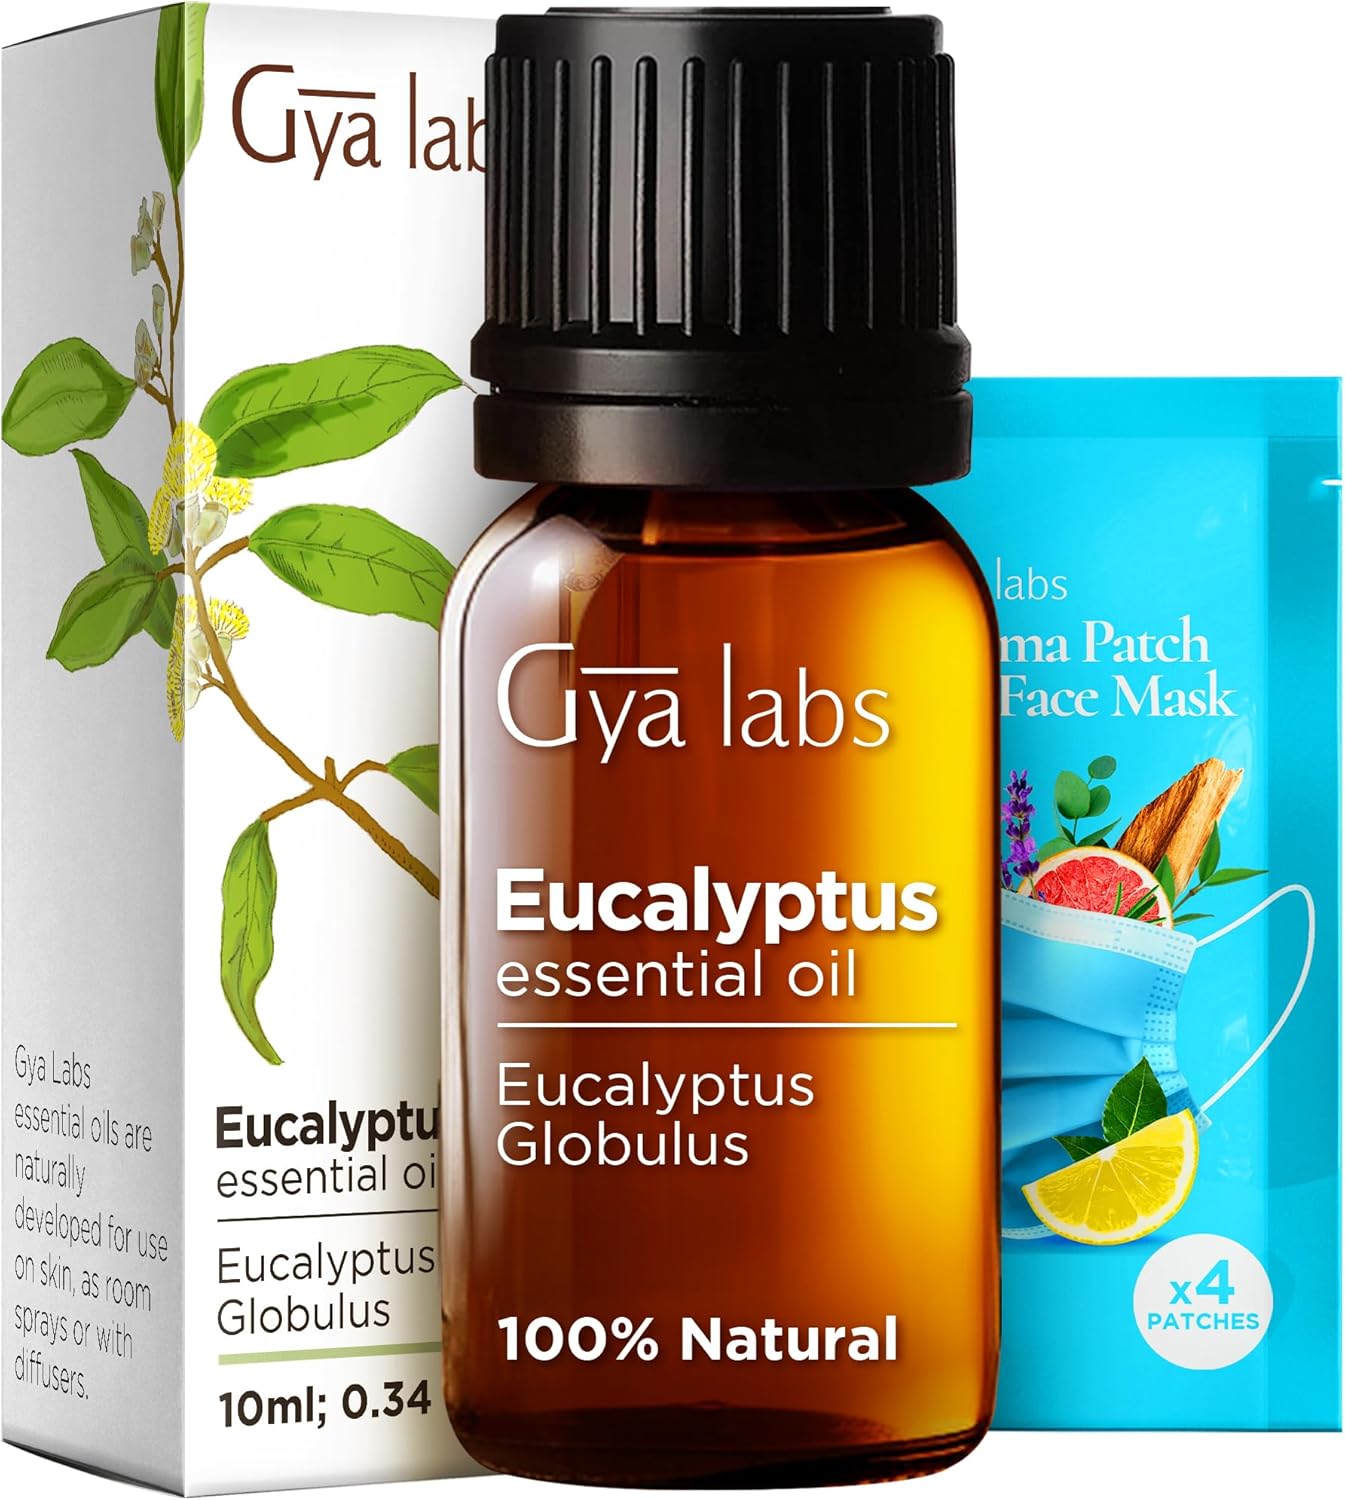 Gya lab
Gya Labs
essential oils are
naturally
developed for use
on skin, as room
sprays or with
diffusers.
Eucalyptu
essential oi
Eucalyptus
Globulus
10ml; 0.34
Gya labs
Eucalyptus
essential oil
Eucalyptus
Globulus
100% Natural
labs
ma Patch
Face Mask
x4
PATCHES